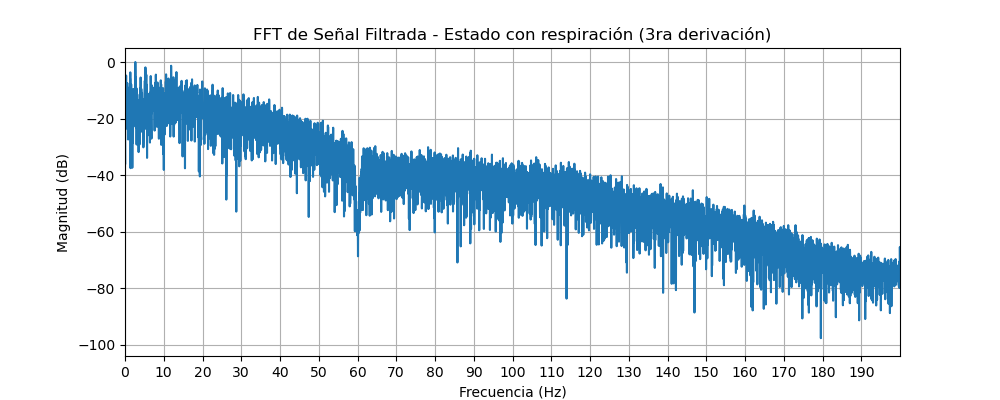 FFT de Señal Filtrada - Estado con respiración (3ra derivación)
0
−20
−40
−60
−80
−100
Magnitud (dB)
0 10 20 30 40 50 60 70 80 90 100 110 120 130 140 150 160 170 180 190
Frecuencia (Hz)